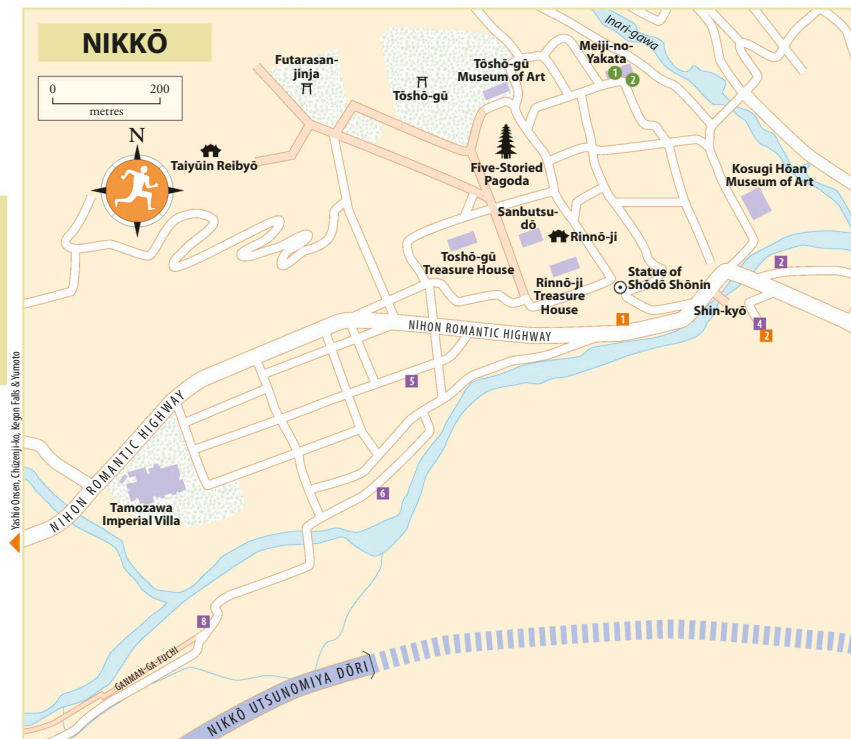 NIKKŌ
0 200
metres
N
Futarasan-
jinja
Tōshō-gū
Tōshō-gū
Museum of Art
Meiji-no-
Yakata
1
2
Inari-gawa
Taiyūin Reibyō
Five-Storied
Pagoda
Kosugi Hōan
Museum of Art
Sanbutsu-
dō
Rinnō-ji
Toshō-gū
Treasure House
Rinnō-ji
Treasure
House
Statue of
Shōdō Shōnin
2
Shin-kyō
1
4
2
NIHON ROMANTIC HIGHWAY
5
NIHON ROMANTIC HIGHWAY
6
Tamozawa
Imperial Villa
Yashio Onsen, Chūzenji-ko, Kegon Falls & Yumoto
8
GANMAN-GA-FUCHI
NIKKŌ UTSUNOMIYA DŌRI